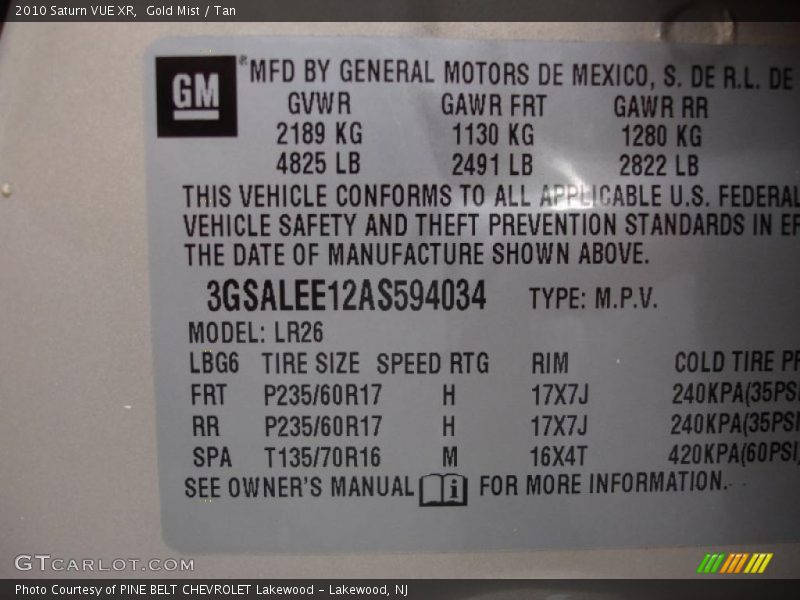 2010 Saturn VUE XR, Gold Mist / Tan
GM ® MFD BY GENERAL MOTORS DE MEXICO, S. DE R.L. DE
GVWR GAWR FRT GAWR RR
2189 KG 1130 KG 1280 KG
4825 LB 2491 LB 2822 LB
THIS VEHICLE CONFORMS TO ALL APPLICABLE U.S. FEDERAL
VEHICLE SAFETY AND THEFT PREVENTION STANDARDS IN EF
THE DATE OF MANUFACTURE SHOWN ABOVE.
3GSALEE12AS594034 TYPE: M.P.V.
MODEL: LR26
LBG6 TIRE SIZE SPEED RTG RIM COLD TIRE PR
FRT P235/60R17 H 17X7J 240KPA(35PSI
RR P235/60R17 H 17X7J 240KPA(35PSI
SPA T135/70R16 M 16X4T 420KPA(60PSI)
SEE OWNER'S MANUAL i FOR MORE INFORMATION.
GTCARLOT.COM
Photo Courtesy of PINE BELT CHEVROLET Lakewood - Lakewood, NJ